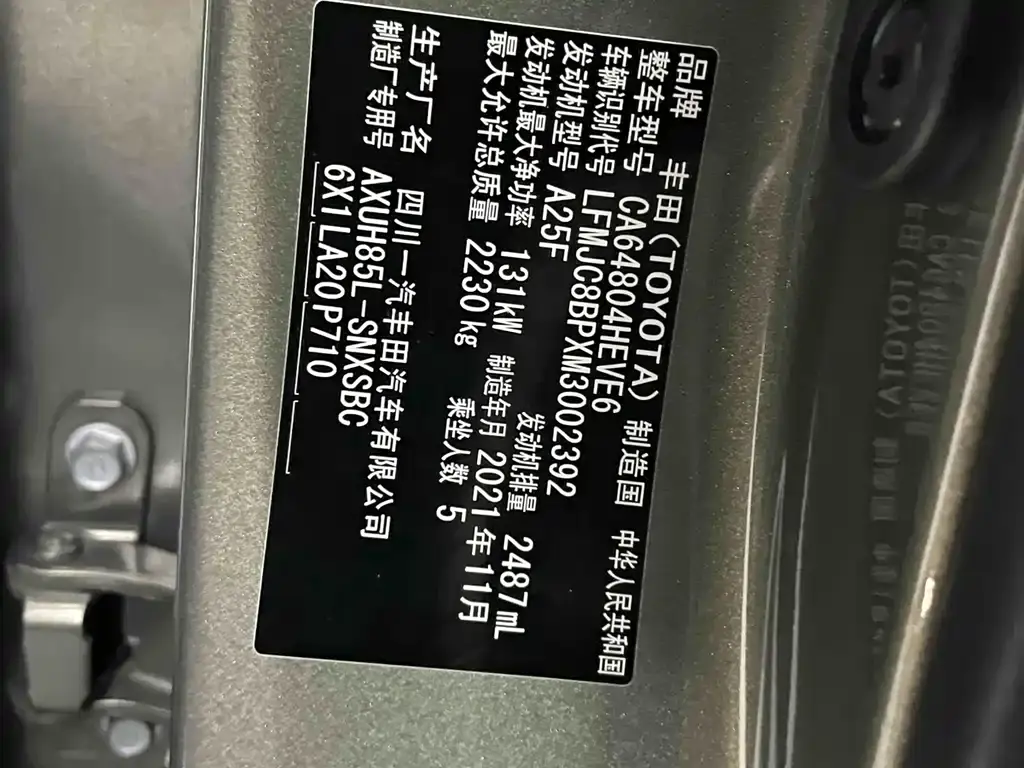 品牌 丰田(TOYOTA) 制造国 中华人民共和国
整车型号 CA64804HEVE6
车辆识别代号 LFMJC8BPXM3002392
发动机型号 A25F 发动机排量 2487mL
发动机最大净功率 131kW 制造年月 2021年11月
最大允许总质量 2230kg 乘坐人数 5
生产厂名 四川一汽丰田汽车有限公司
制造厂专用号 AXUH85L-SNXSBC
6X1LA20P710